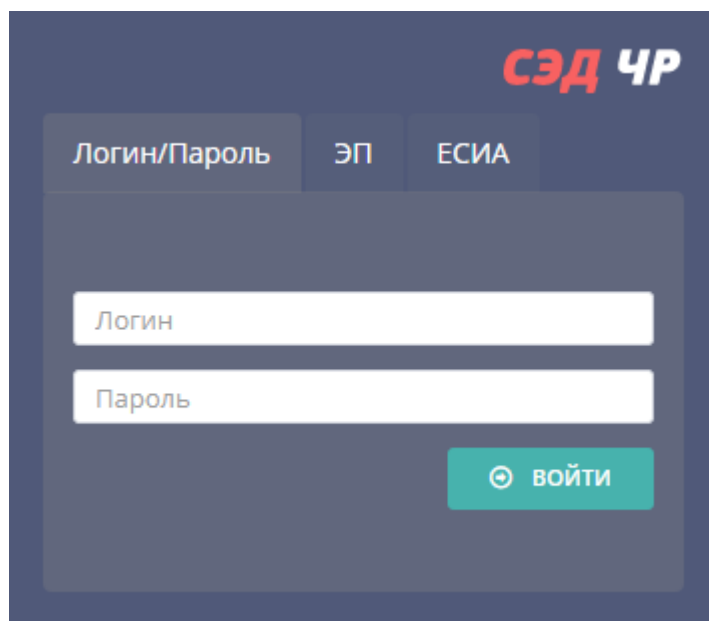 СЭД ЧР
Логин/Пароль ЭП ЕСИА
Логин
Пароль
ВОЙТИ